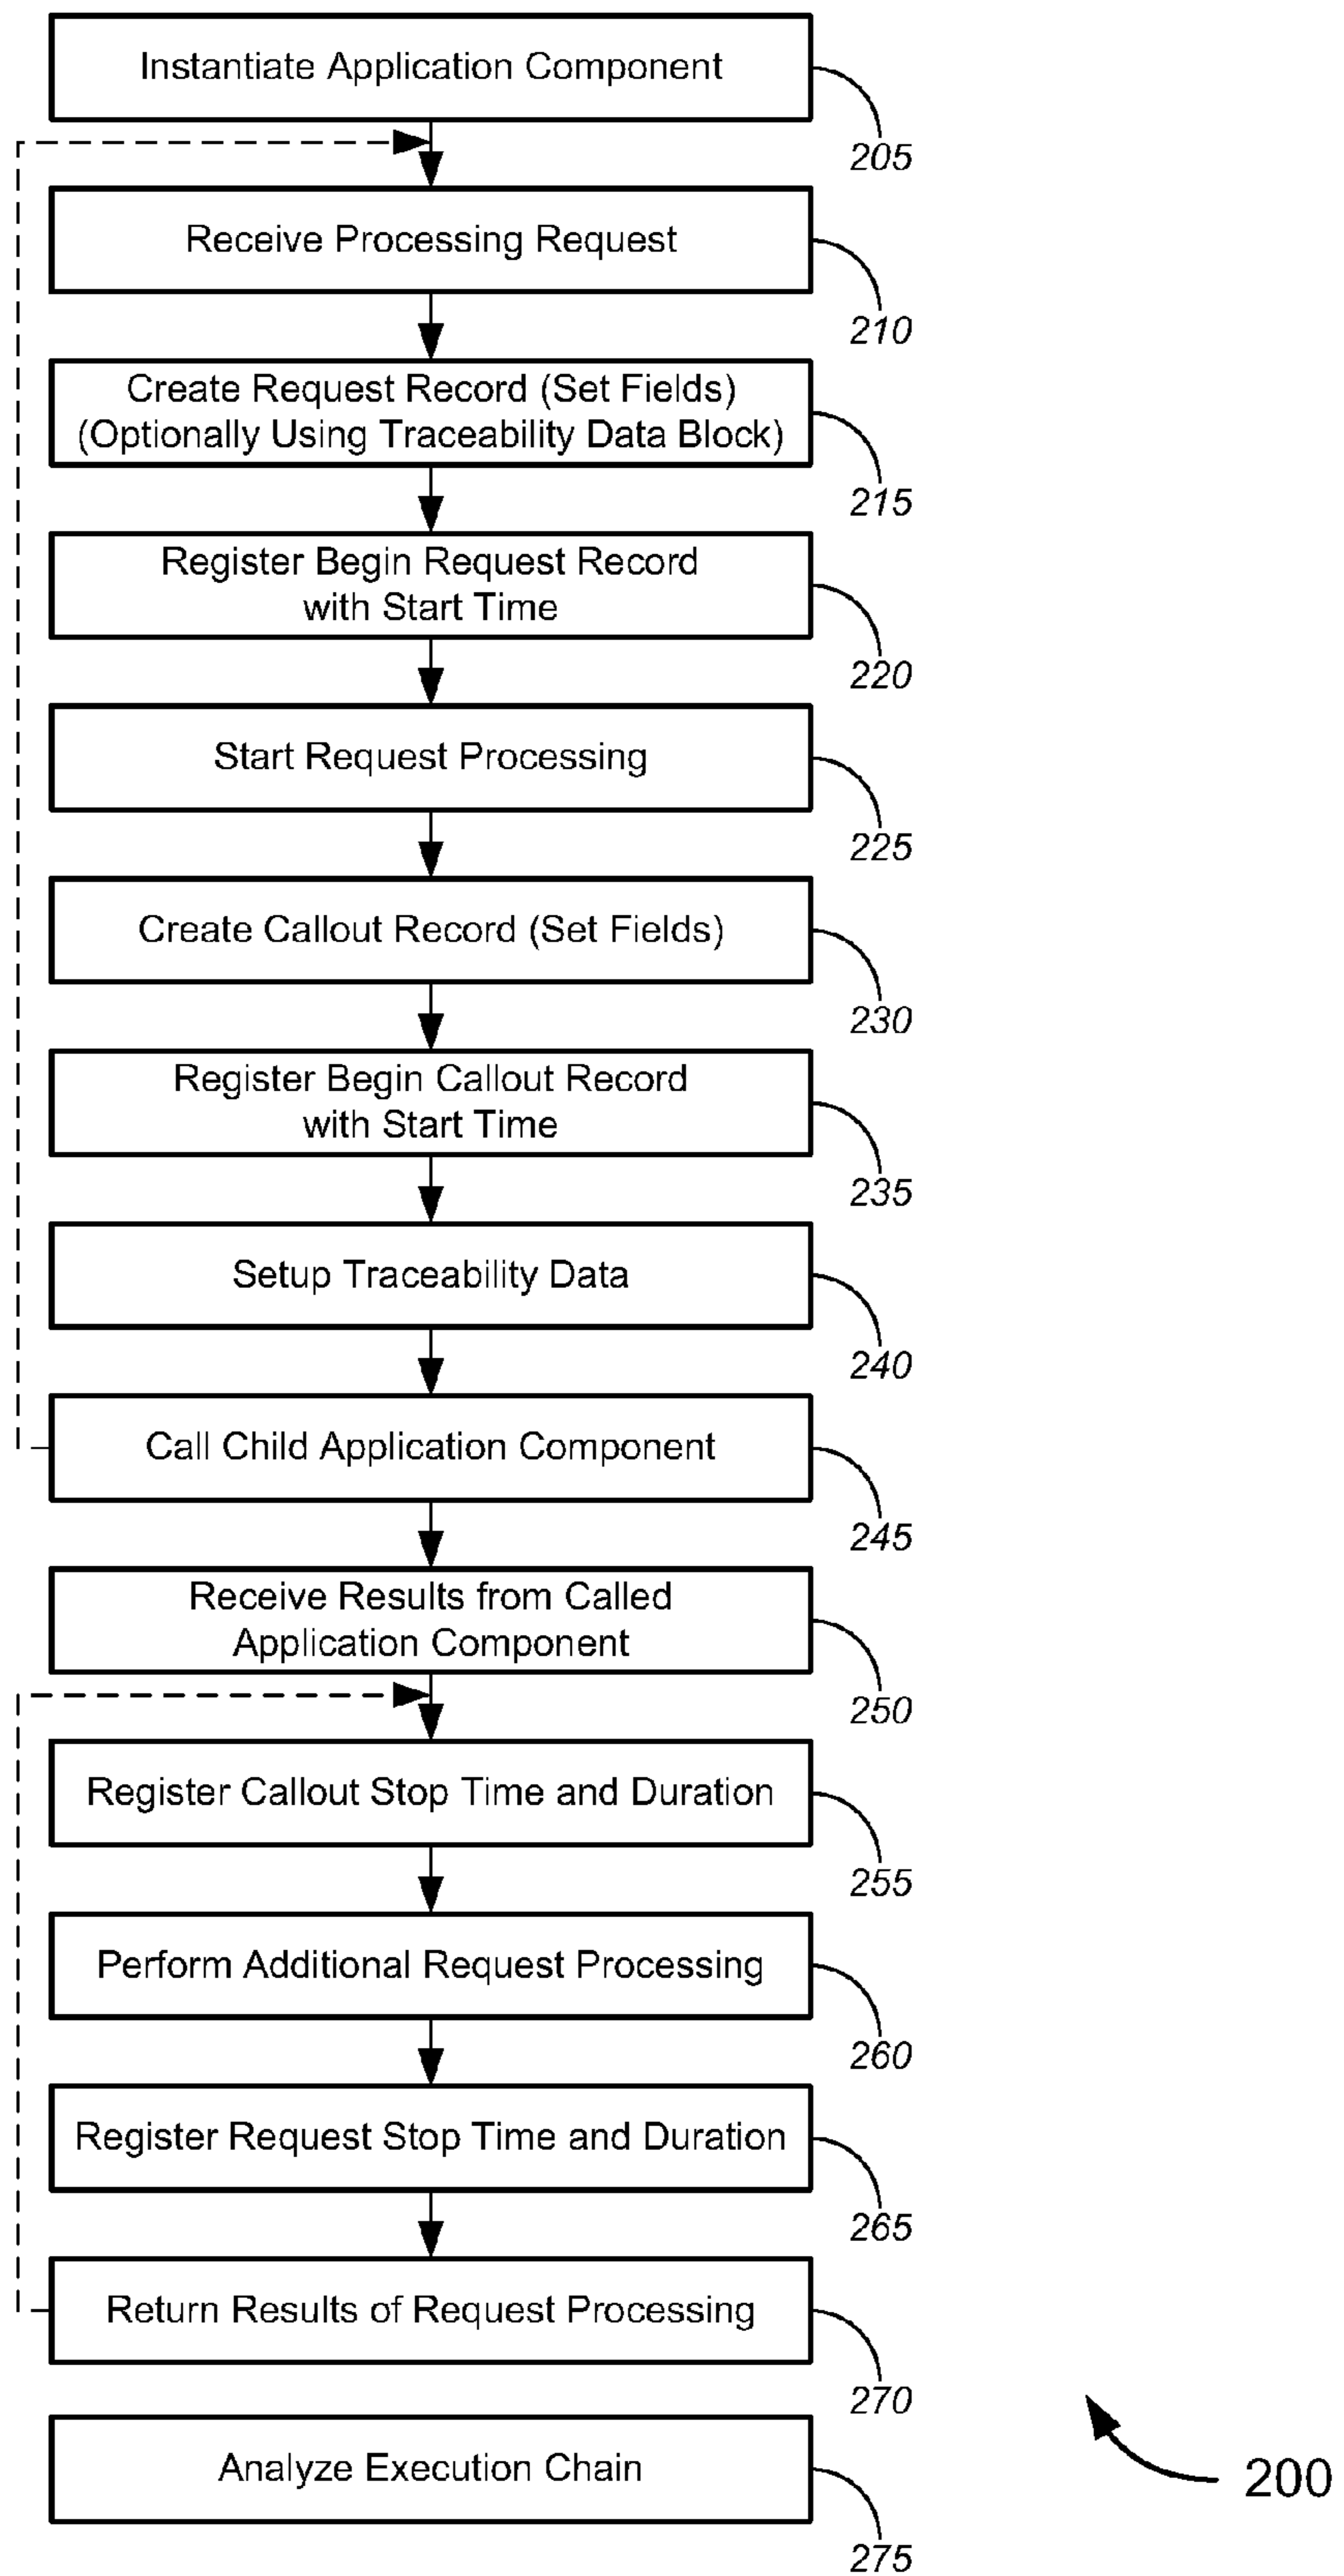 Instantiate Application Component
205
Receive Processing Request
210
Create Request Record (Set Fields)
(Optionally Using Traceability Data Block)
215
Register Begin Request Record
with Start Time
220
Start Request Processing
225
Create Callout Record (Set Fields)
230
Register Begin Callout Record
with Start Time
235
Setup Traceability Data
240
Call Child Application Component
245
Receive Results from Called
Application Component
250
Register Callout Stop Time and Duration
255
Perform Additional Request Processing
260
Register Request Stop Time and Duration
265
Return Results of Request Processing
270
Analyze Execution Chain
275
200